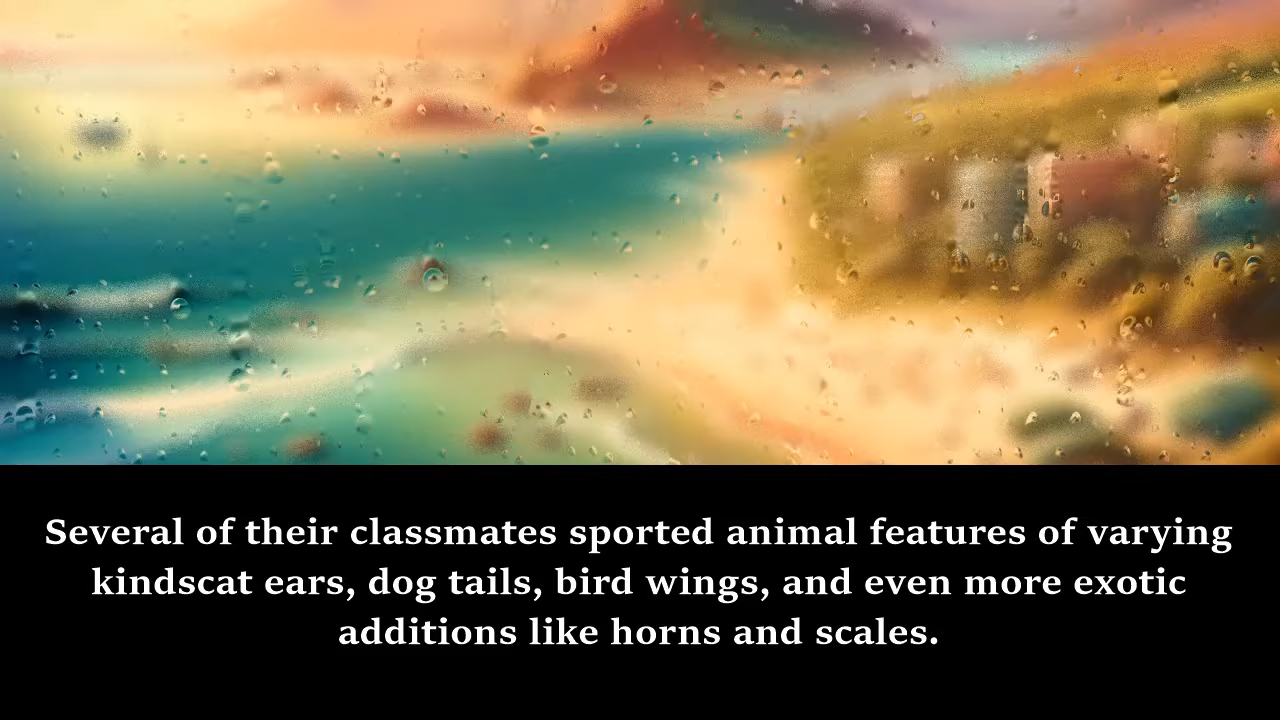 Several of their classmates sported animal features of varying
kindscat ears, dog tails, bird wings, and even more exotic
additions like horns and scales.